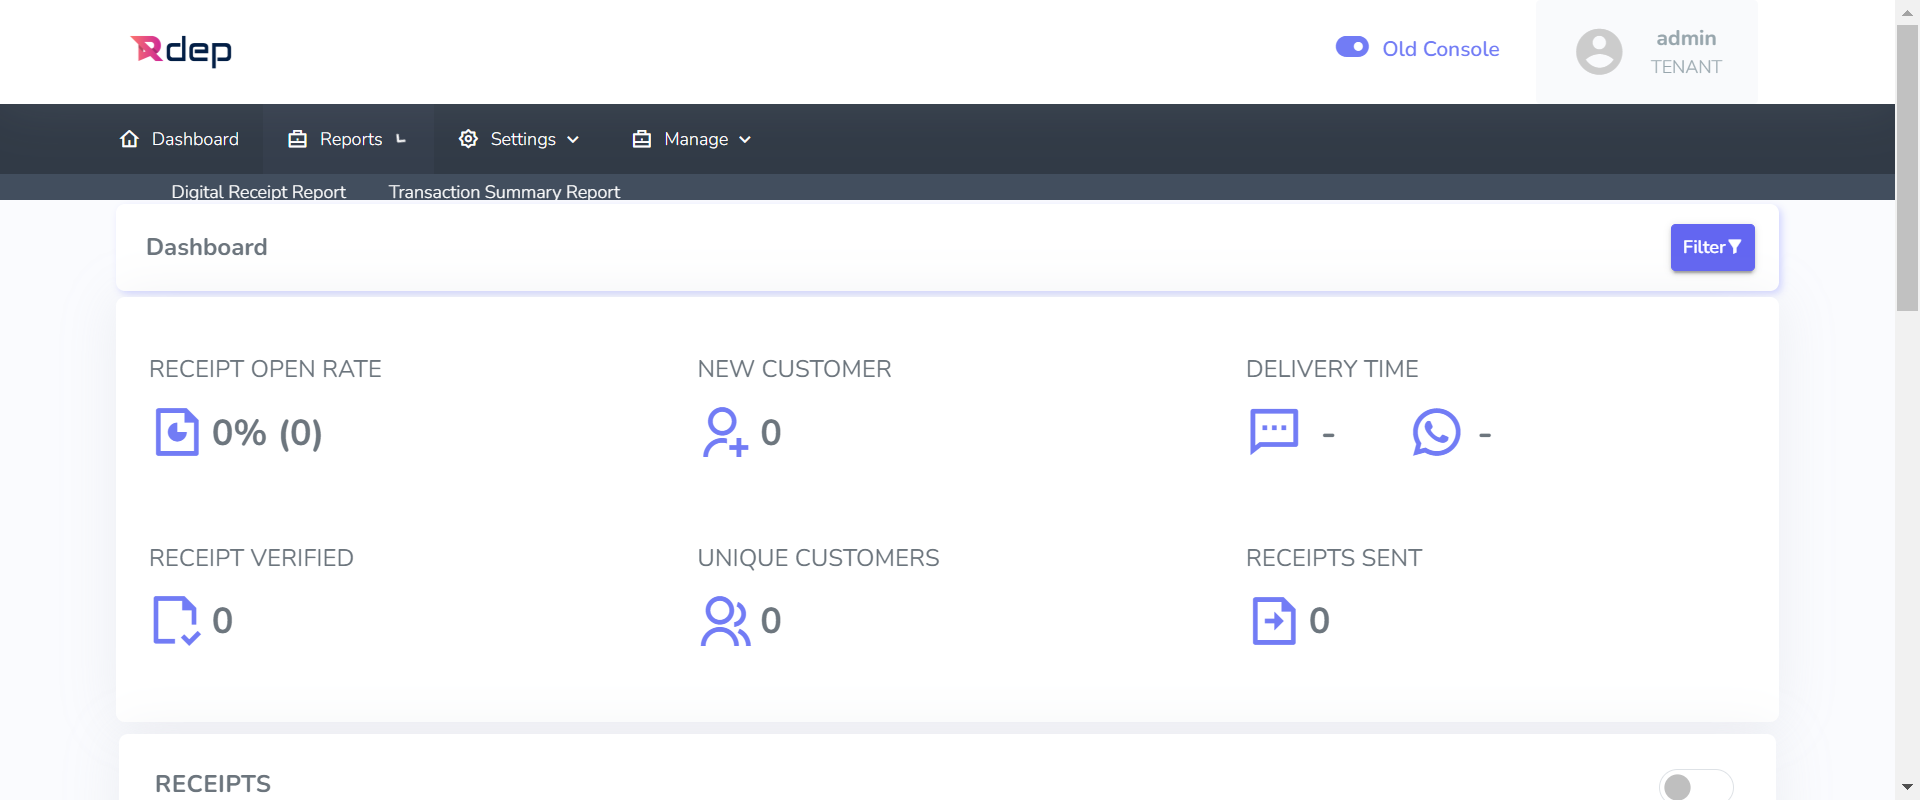 Rdep
Old Console
admin
TENANT
Dashboard
Reports
Settings
Manage
Digital Receipt Report
Transaction Summary Report
Dashboard
Filter
RECEIPT OPEN RATE
NEW CUSTOMER
DELIVERY TIME
0% (0)
0
-
-
RECEIPT VERIFIED
UNIQUE CUSTOMERS
RECEIPTS SENT
0
0
0
RECEIPTS